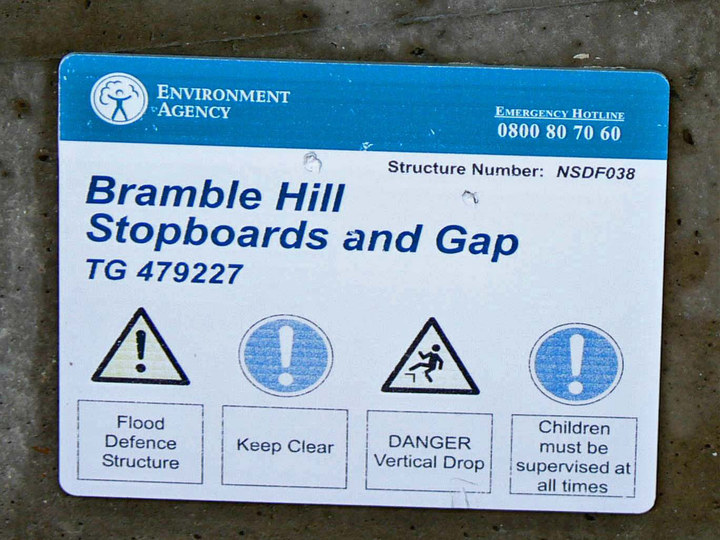 ENVIRONMENT
AGENCY
EMERGENCY HOTLINE
0800 80 70 60
Structure Number: NSDF038
Bramble Hill
Stopboards and Gap
TG 479227
Flood
Defence
Structure
Keep Clear
DANGER
Vertical Drop
Children
must be
supervised at
all times